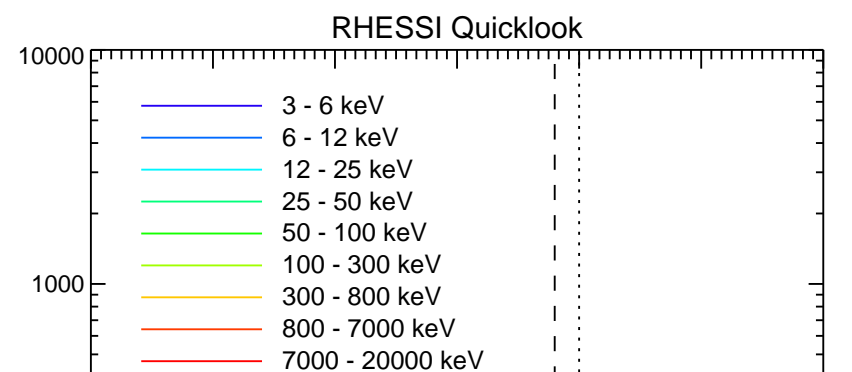 RHESSI Quicklook
10000
3 - 6 keV
6 - 12 keV
12 - 25 keV
25 - 50 keV
50 - 100 keV
100 - 300 keV
1000
300 - 800 keV
800 - 7000 keV
7000 - 20000 keV